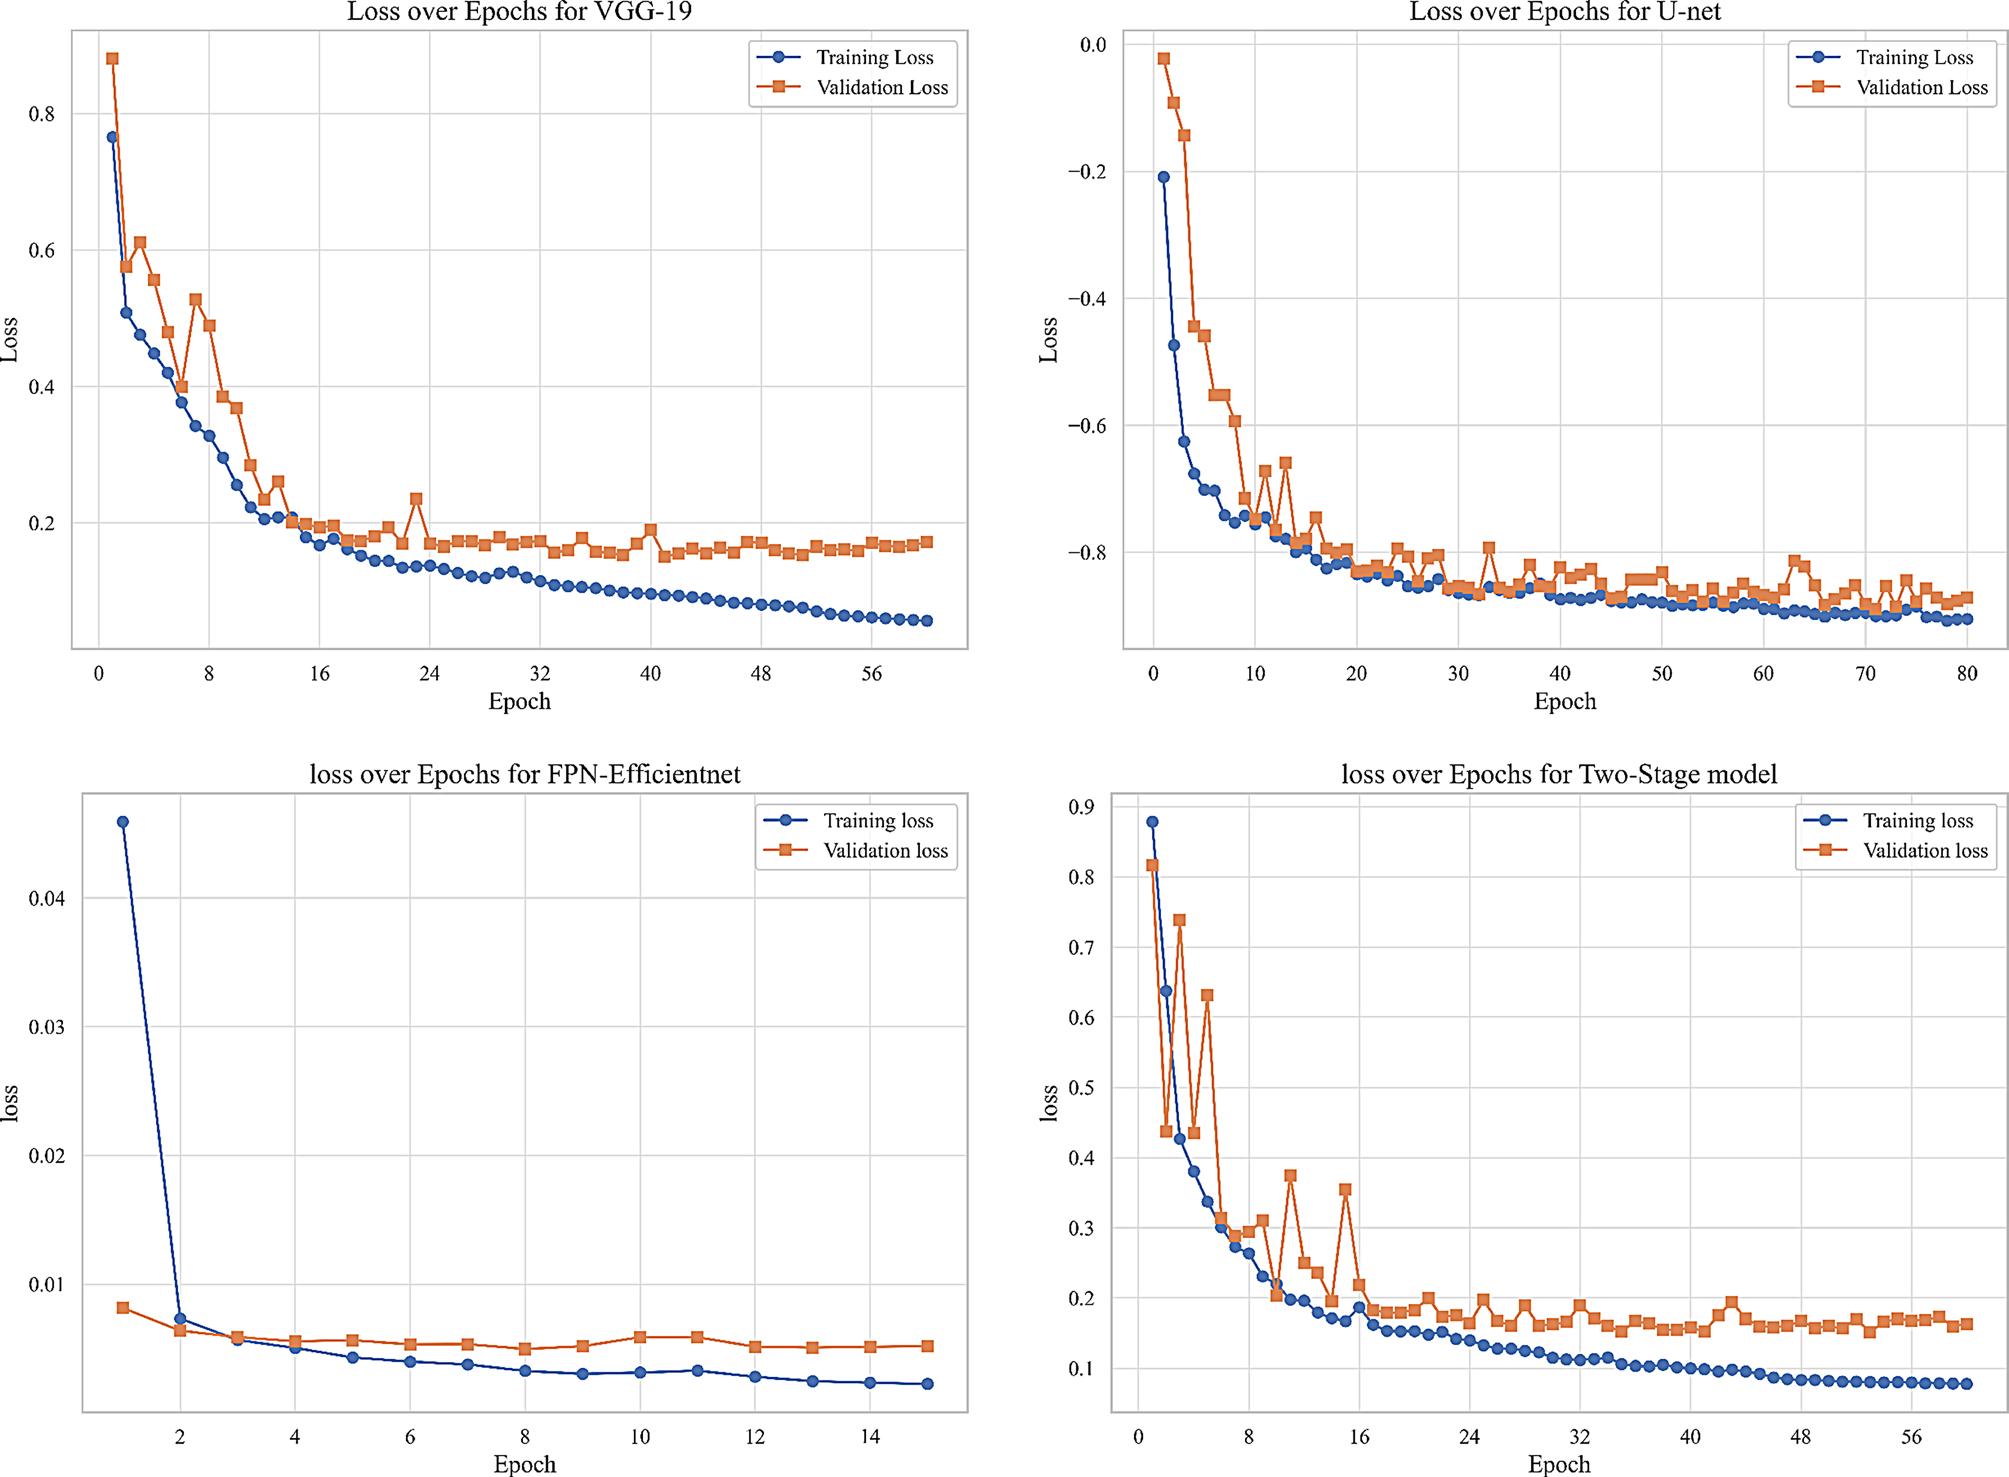 Loss over Epochs for VGG-19
Training Loss
Validation Loss
0.8
0.6
0.4
0.2
Loss
0 8 16 24 32 40 48 56
Epoch
Loss over Epochs for U-net
Training Loss
Validation Loss
0.0
−0.2
−0.4
−0.6
−0.8
Loss
0 10 20 30 40 50 60 70 80
Epoch
loss over Epochs for FPN-Efficientnet
Training loss
Validation loss
0.04
0.03
0.02
0.01
loss
2 4 6 8 10 12 14
Epoch
loss over Epochs for Two-Stage model
Training loss
Validation loss
0.9
0.8
0.7
0.6
0.5
0.4
0.3
0.2
0.1
loss
0 8 16 24 32 40 48 56
Epoch